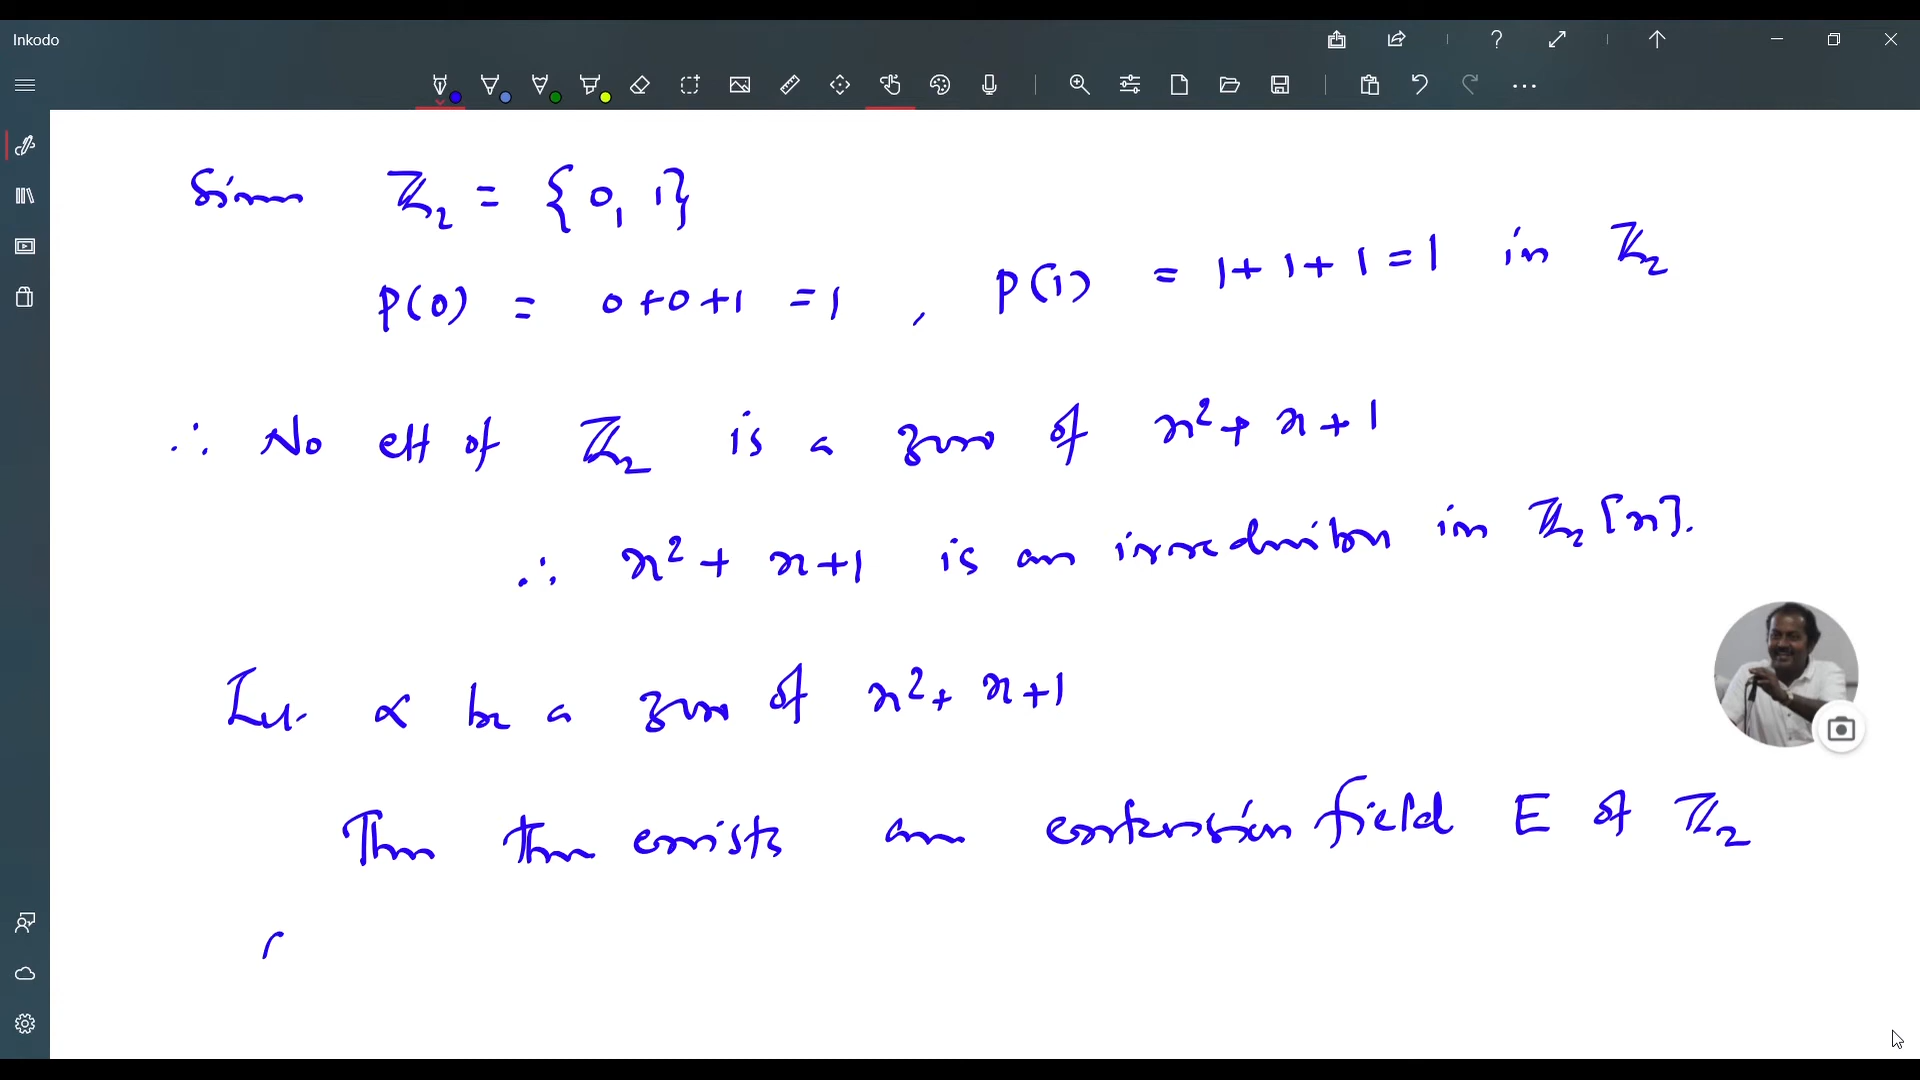 Inkodo
Since ℤ₂ = {0, 1}
P(0) = 0+0+1 = 1 , P(1) = 1+1+1 = 1 in ℤ₂
∴ No elt of ℤ₂ is a zero of x² + x + 1
∴ x² + x + 1 is an irreducible in ℤ₂[x].
Let α be a zero of x² + x + 1
Then there exists an extension field E of ℤ₂